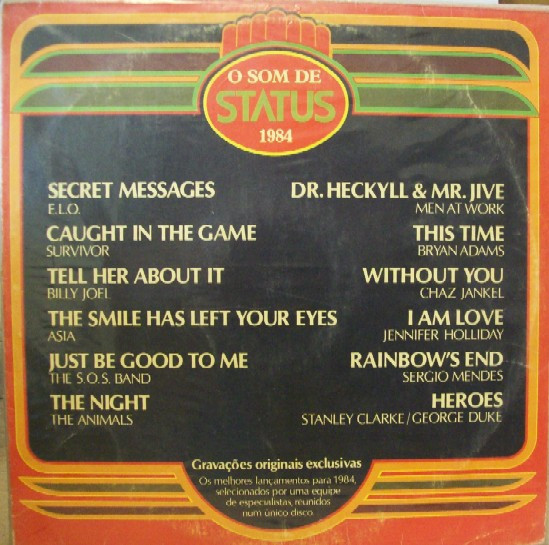 O SOM DE
STATUS
1984
SECRET MESSAGES
E.L.O.
CAUGHT IN THE GAME
SURVIVOR
TELL HER ABOUT IT
BILLY JOEL
THE SMILE HAS LEFT YOUR EYES
ASIA
JUST BE GOOD TO ME
THE S.O.S. BAND
THE NIGHT
THE ANIMALS
DR. HECKYLL & MR. JIVE
MEN AT WORK
THIS TIME
BRYAN ADAMS
WITHOUT YOU
CHAZ JANKEL
I AM LOVE
JENNIFER HOLLIDAY
RAINBOW'S END
SERGIO MENDES
HEROES
STANLEY CLARKE/GEORGE DUKE
Gravações originais exclusivas
Os melhores lançamentos para 1984,
selecionados por uma equipe
de especialistas, reunidos
num único disco.